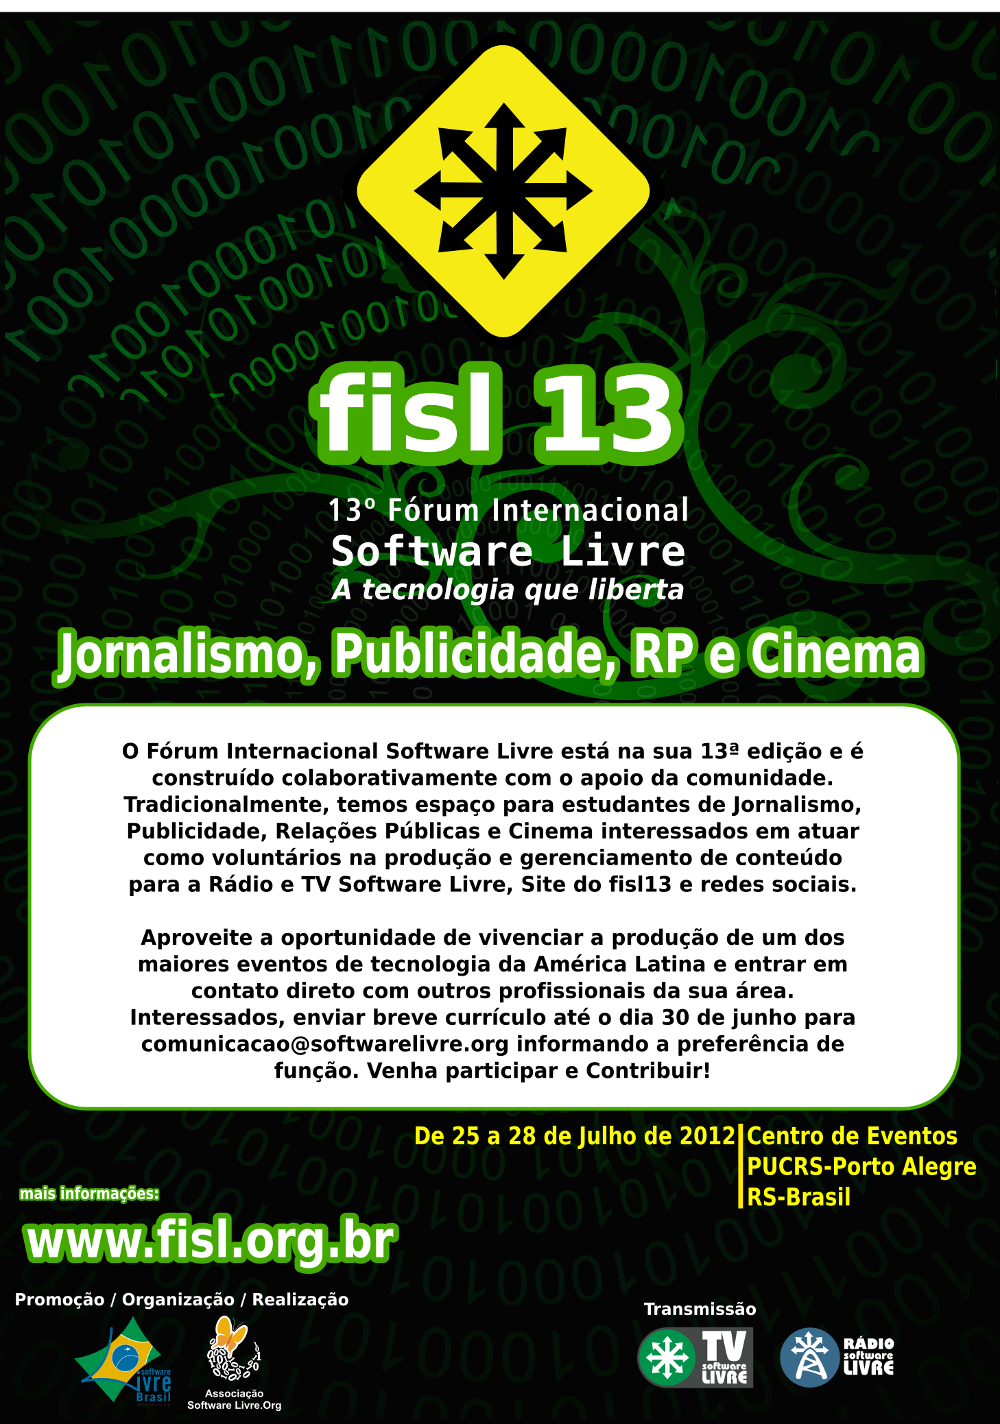 fisl 13
13º Fórum Internacional
Software Livre
A tecnologia que liberta
Jornalismo, Publicidade, RP e Cinema
O Fórum Internacional Software Livre está na sua 13ª edição e é
construído colaborativamente com o apoio da comunidade.
Tradicionalmente, temos espaço para estudantes de Jornalismo,
Publicidade, Relações Públicas e Cinema interessados em atuar
como voluntários na produção e gerenciamento de conteúdo
para a Rádio e TV Software Livre, Site do fisl13 e redes sociais.
Aproveite a oportunidade de vivenciar a produção de um dos
maiores eventos de tecnologia da América Latina e entrar em
contato direto com outros profissionais da sua área.
Interessados, enviar breve currículo até o dia 30 de junho para
comunicacao@softwarelivre.org informando a preferência de
função. Venha participar e Contribuir!
De 25 a 28 de Julho de 2012
Centro de Eventos
PUCRS-Porto Alegre
RS-Brasil
mais informações:
www.fisl.org.br
Promoção / Organização / Realização
software
livre
Brasil
Associação
Software Livre.Org
Transmissão
TV
software
LIVRE
RÁDIO
software
LIVRE